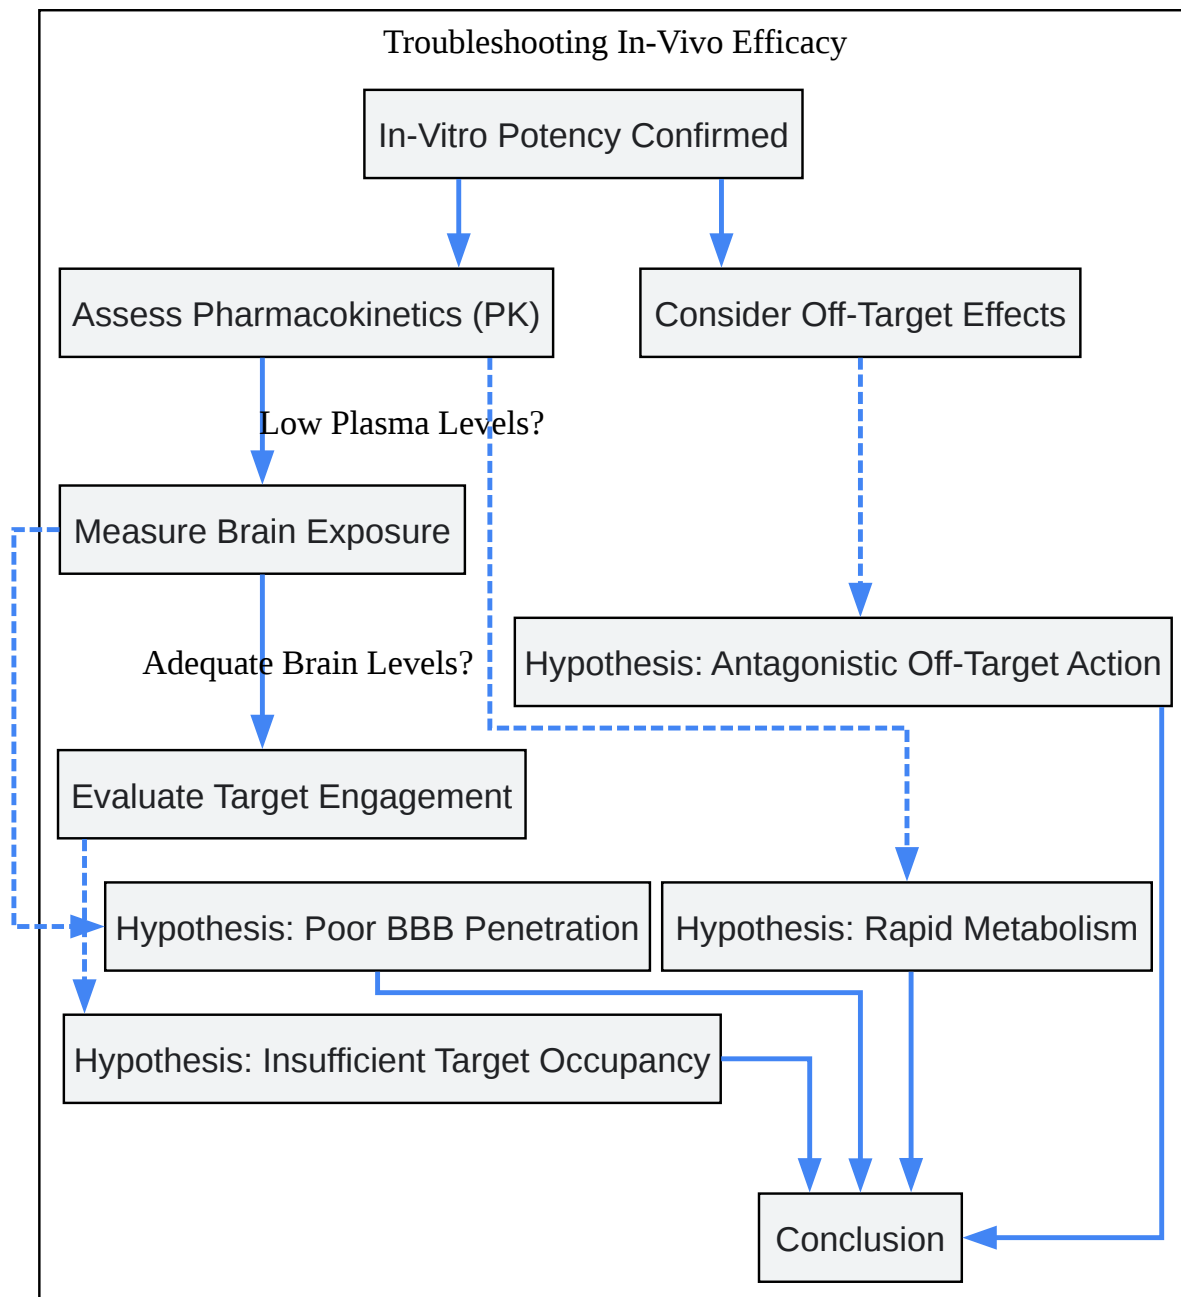 Troubleshooting In-Vivo Efficacy
In-Vitro Potency Confirmed
Assess Pharmacokinetics (PK)
Consider Off-Target Effects
Low Plasma Levels?
Measure Brain Exposure
Adequate Brain Levels?
Hypothesis: Antagonistic Off-Target Action
Evaluate Target Engagement
Hypothesis: Poor BBB Penetration
Hypothesis: Rapid Metabolism
Hypothesis: Insufficient Target Occupancy
Conclusion